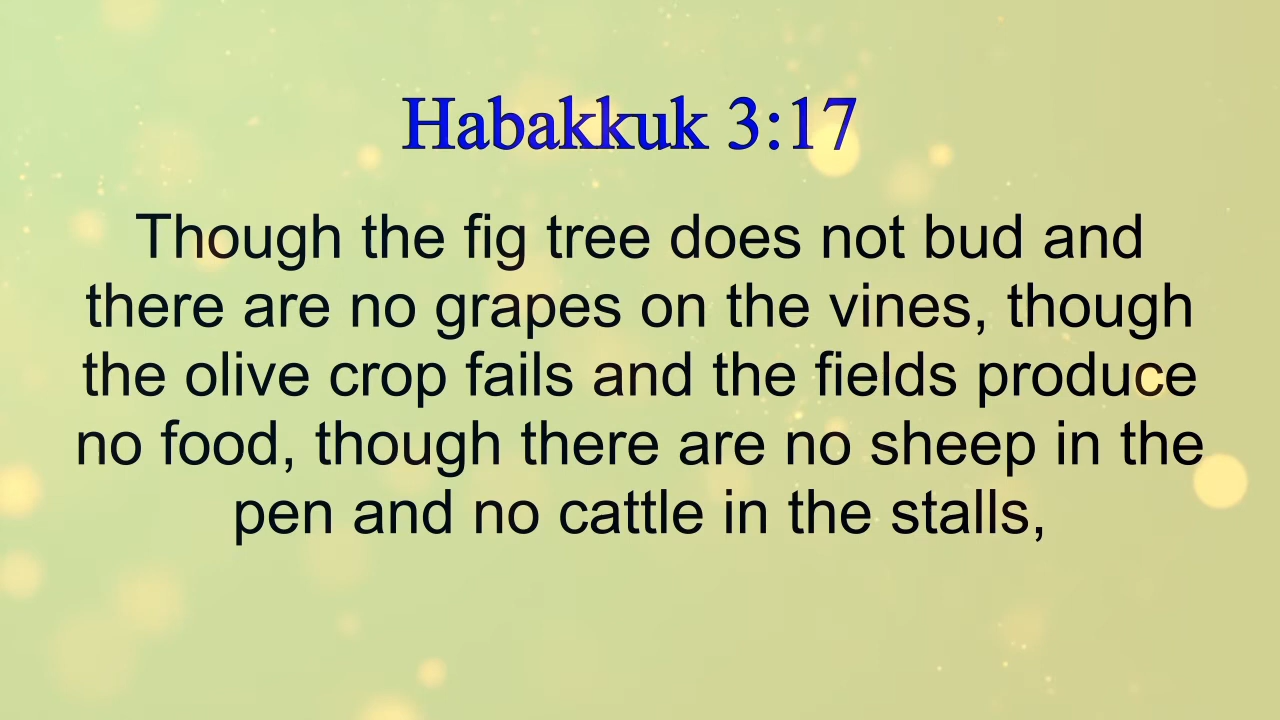 Habakkuk 3:17
Though the fig tree does not bud and
there are no grapes on the vines, though
the olive crop fails and the fields produce
no food, though there are no sheep in the
pen and no cattle in the stalls,